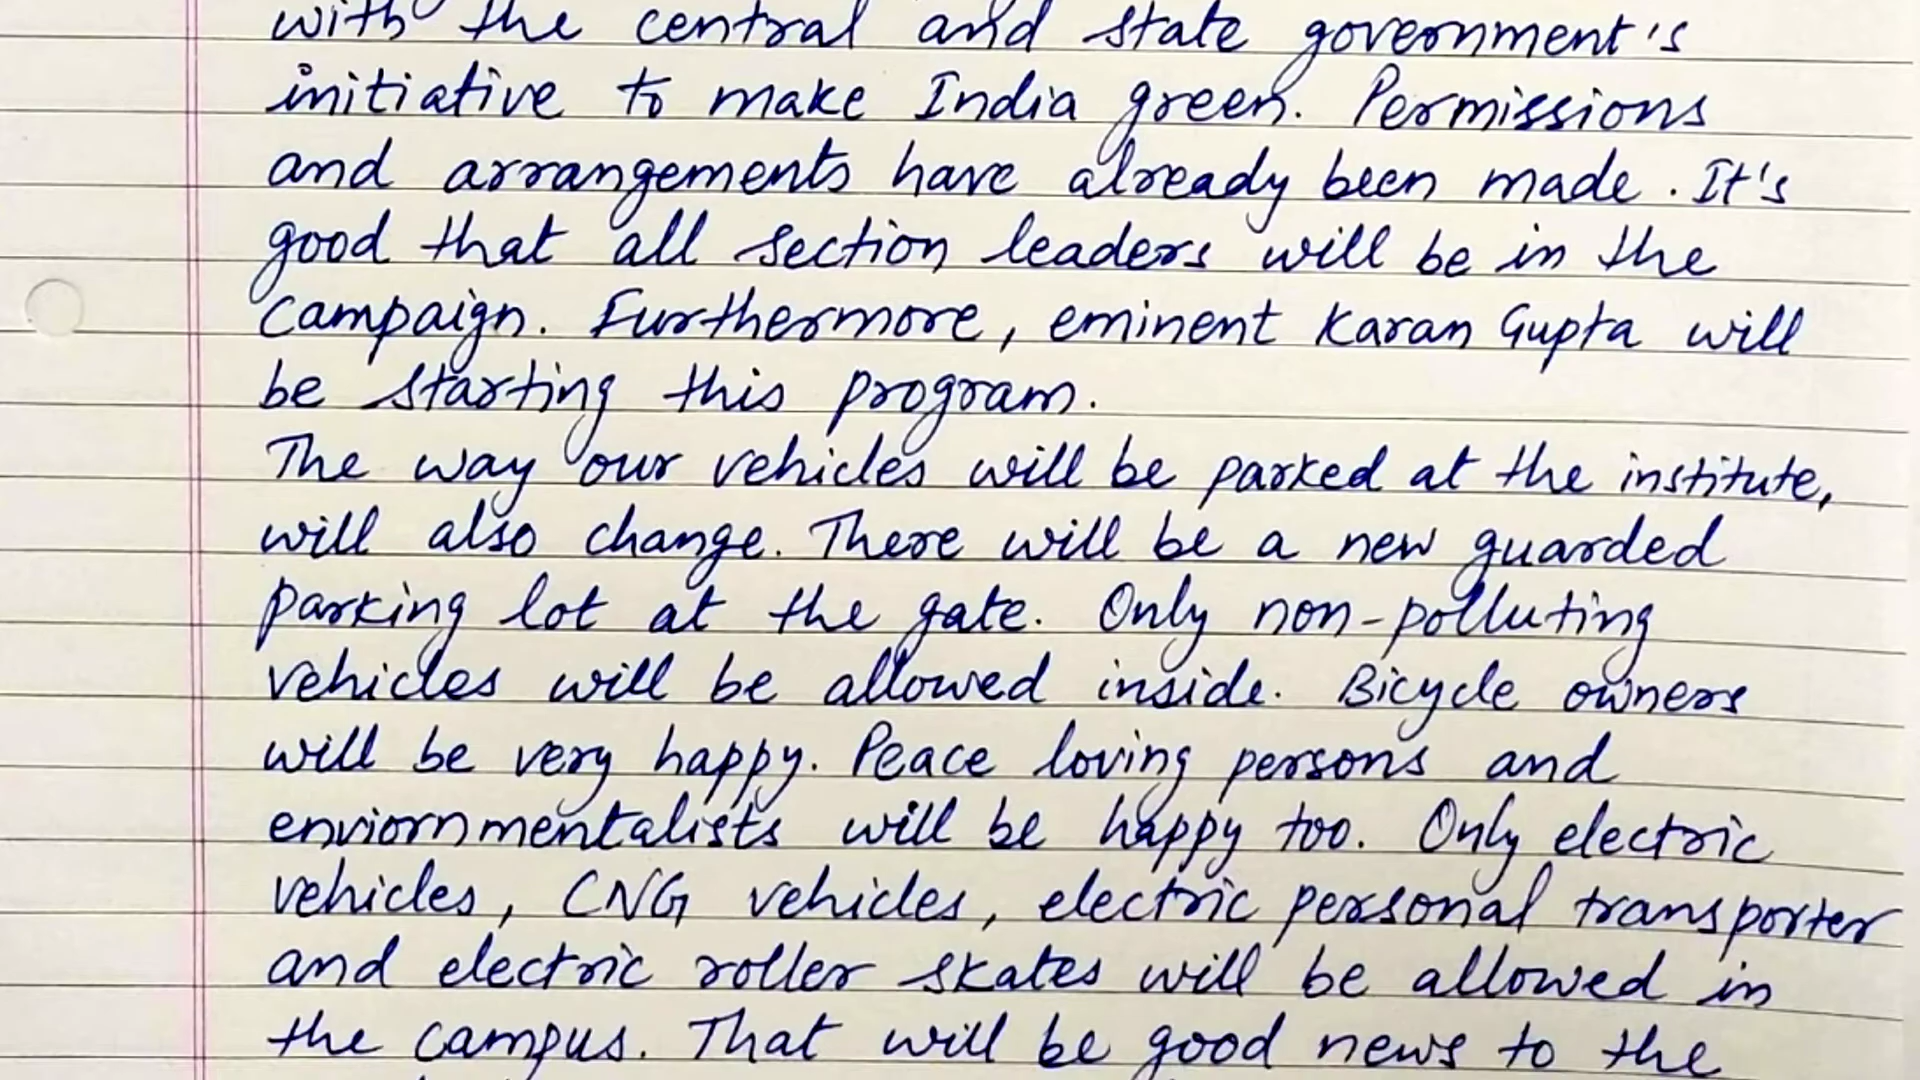 with the central and state government's
initiative to make India green. Permissions
and arrangements have already been made. It's
good that all section leaders will be in the
campaign. Furthermore, eminent Karan Gupta will
be starting this program.
The way our vehicles will be parked at the institute,
will also change. There will be a new guarded
parking lot at the gate. Only non-polluting
vehicles will be allowed inside. Bicycle owners
will be very happy. Peace loving persons and
enviornmentalists will be happy too. Only electric
vehicles, CNG vehicles, electric personal transporter
and electric roller skates will be allowed in
the campus. That will be good news to the